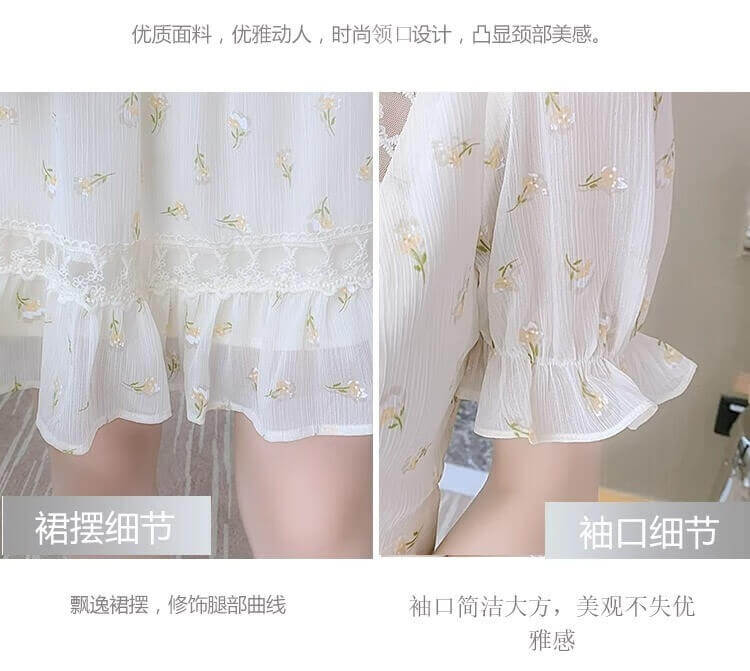 优质面料，优雅动人，时尚领口设计，凸显颈部美感。
裙摆细节
袖口细节
飘逸裙摆，修饰腿部曲线
袖口简洁大方，美观不失优
雅感